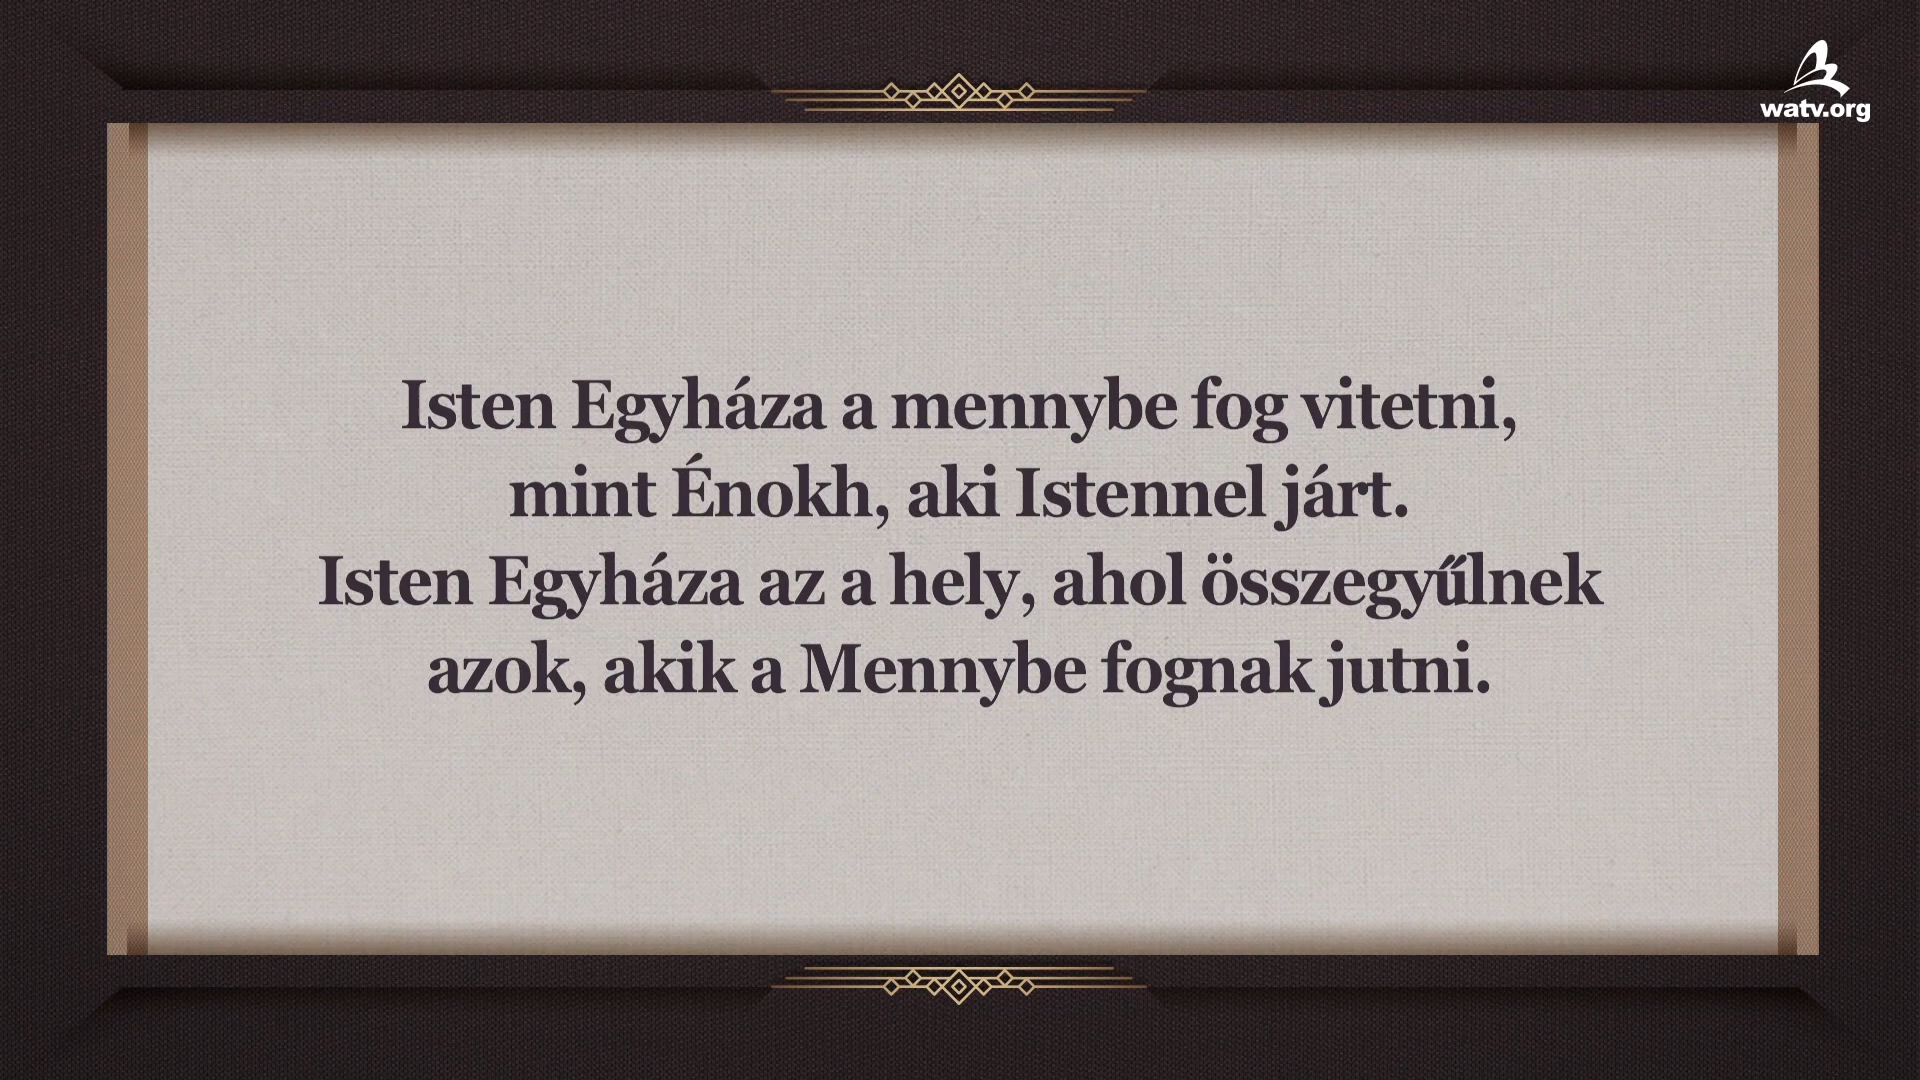 watv.org
Isten Egyháza a mennybe fog vitetni,
mint Énokh, aki Istennel járt.
Isten Egyháza az a hely, ahol összegyűlnek
azok, akik a Mennybe fognak jutni.